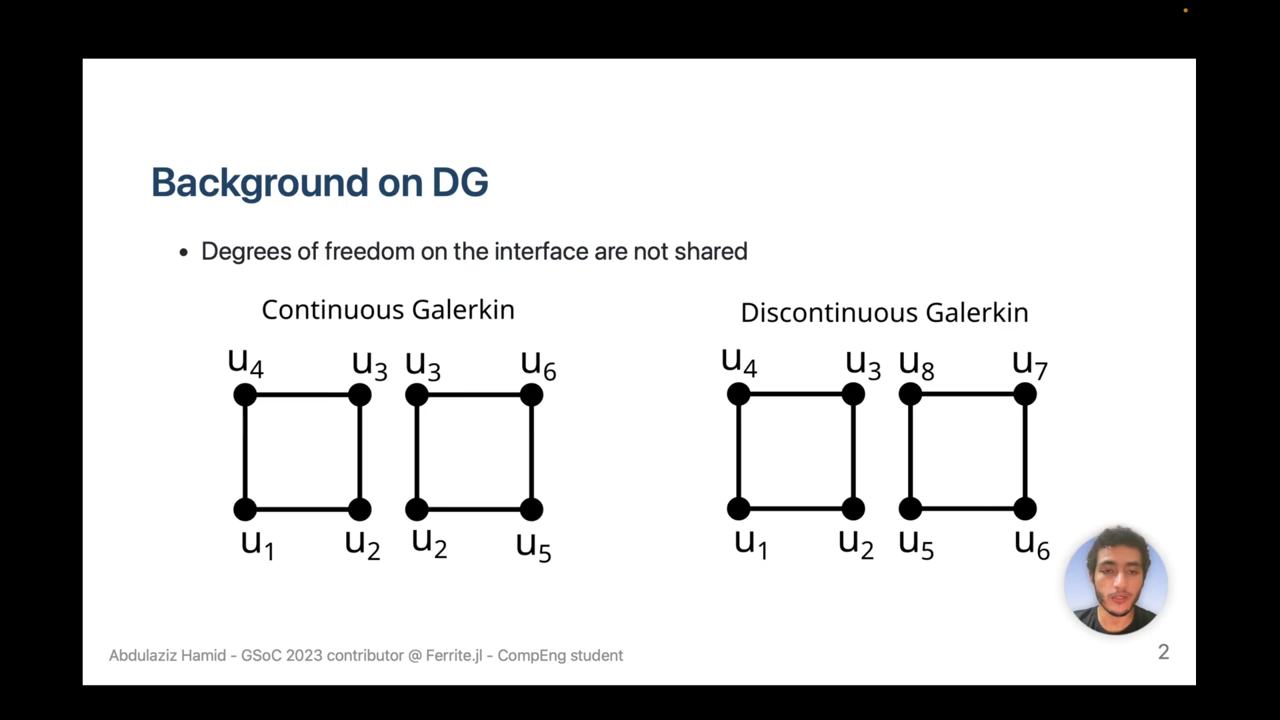 Background on DG
• Degrees of freedom on the interface are not shared
Continuous Galerkin
u₄ u₃ u₃ u₆
u₁ u₂ u₂ u₅
Discontinuous Galerkin
u₄ u₃ u₈ u₇
u₁ u₂ u₅ u₆
Abdulaziz Hamid - GSoC 2023 contributor @ Ferrite.jl - CompEng student
2